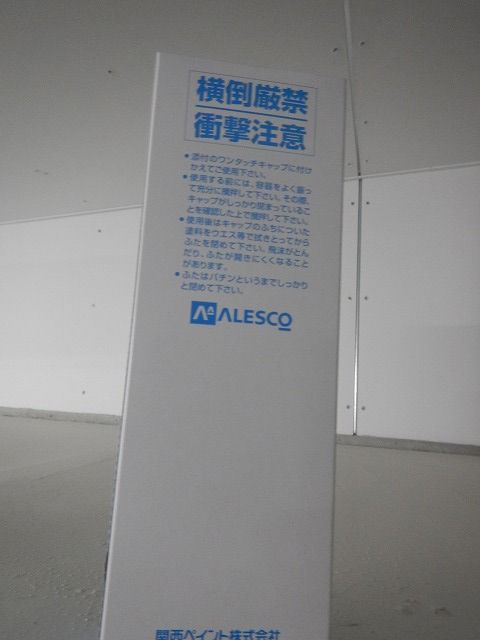 横倒厳禁
衝撃注意
●添付のワンタッチキャップに付け
かえてご使用下さい。
●使用する前には、容器をよく振っ
て充分に攪拌して下さい。その際、
キャップがしっかり閉まっているこ
とを確認した上で攪拌して下さい。
●使用後はキャップのふちについた
塗料をウエス等で拭きとってから
ふたを閉めて下さい。飛沫がとん
だり、ふたが開きにくくなること
があります。
●ふたはパチンというまでしっかり
と閉めて下さい。
ALESCO
関西ペイント株式会社